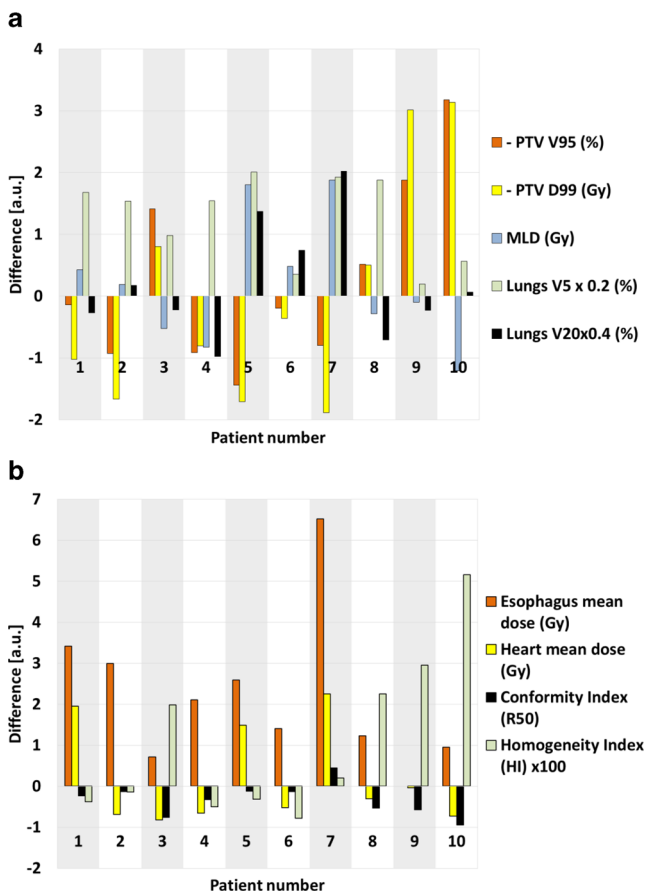 a
4
3
2
1
0
-1
-2
Difference [a.u.]
1 2 3 4 5 6 7 8 9 10
Patient number
- PTV V95 (%)
- PTV D99 (Gy)
MLD (Gy)
Lungs V5 x 0.2 (%)
Lungs V20x0.4 (%)
b
7
6
5
4
3
2
1
0
-1
-2
Difference [a.u.]
1 2 3 4 5 6 7 8 9 10
Patient number
Esophagus mean
dose (Gy)
Heart mean dose
(Gy)
Conformity Index
(R50)
Homogeneity Index
(HI) x100